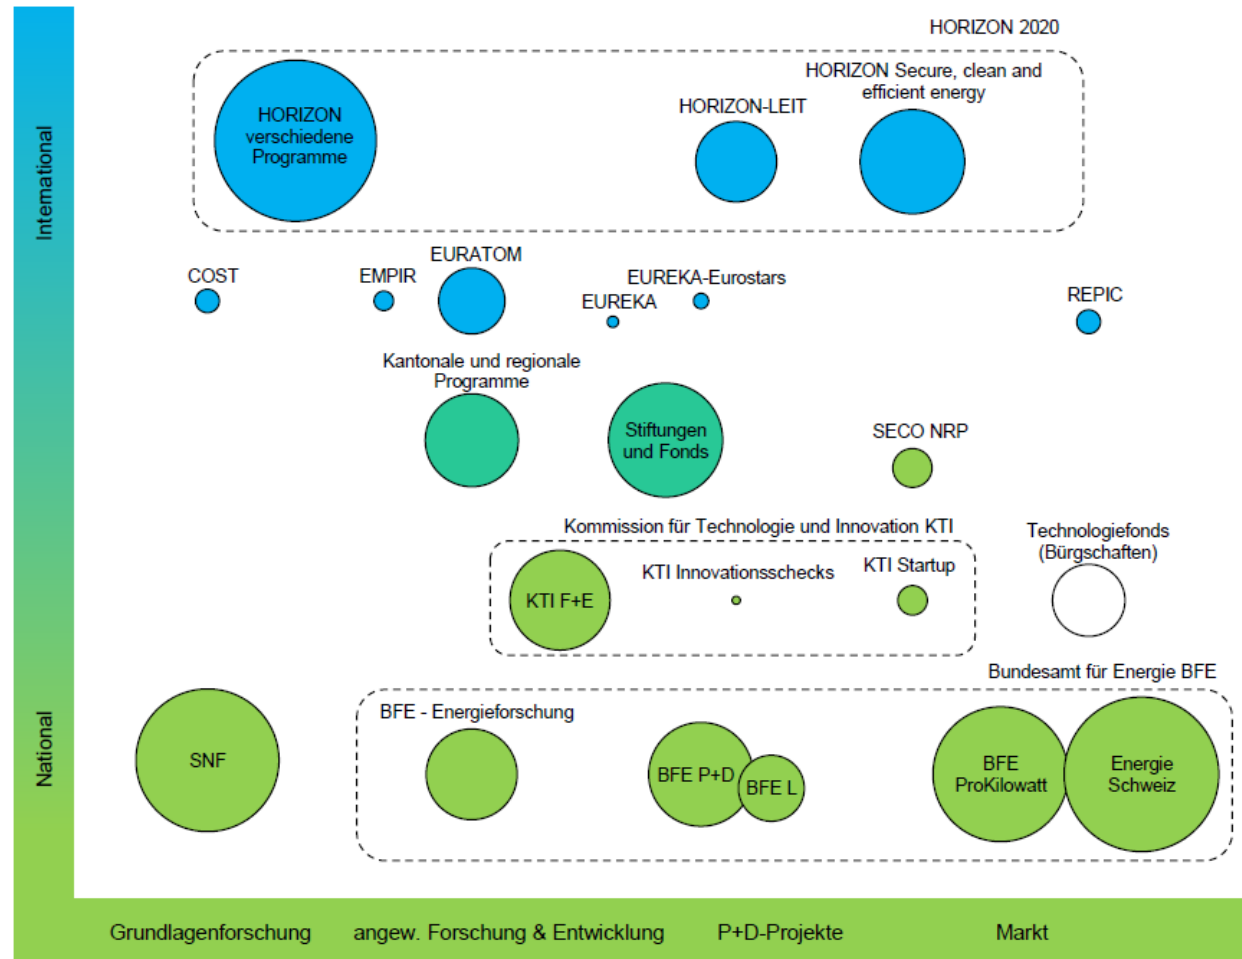 HORIZON 2020
HORIZON Secure, clean and
efficient energy
HORIZON
verschiedene
Programme
HORIZON-LEIT
International
COST
EMPIR
EURATOM
EUREKA
EUREKA-Eurostars
REPIC
Kantonale und regionale
Programme
Stiftungen
und Fonds
SECO NRP
Kommission für Technologie und Innovation KTI
KTI F+E
KTI Innovationsschecks
KTI Startup
Technologiefonds
(Bürgschaften)
National
Bundesamt für Energie BFE
SNF
BFE - Energieforschung
BFE P+D
BFE L
BFE
ProKilowatt
Energie
Schweiz
Grundlagenforschung
angew. Forschung & Entwicklung
P+D-Projekte
Markt